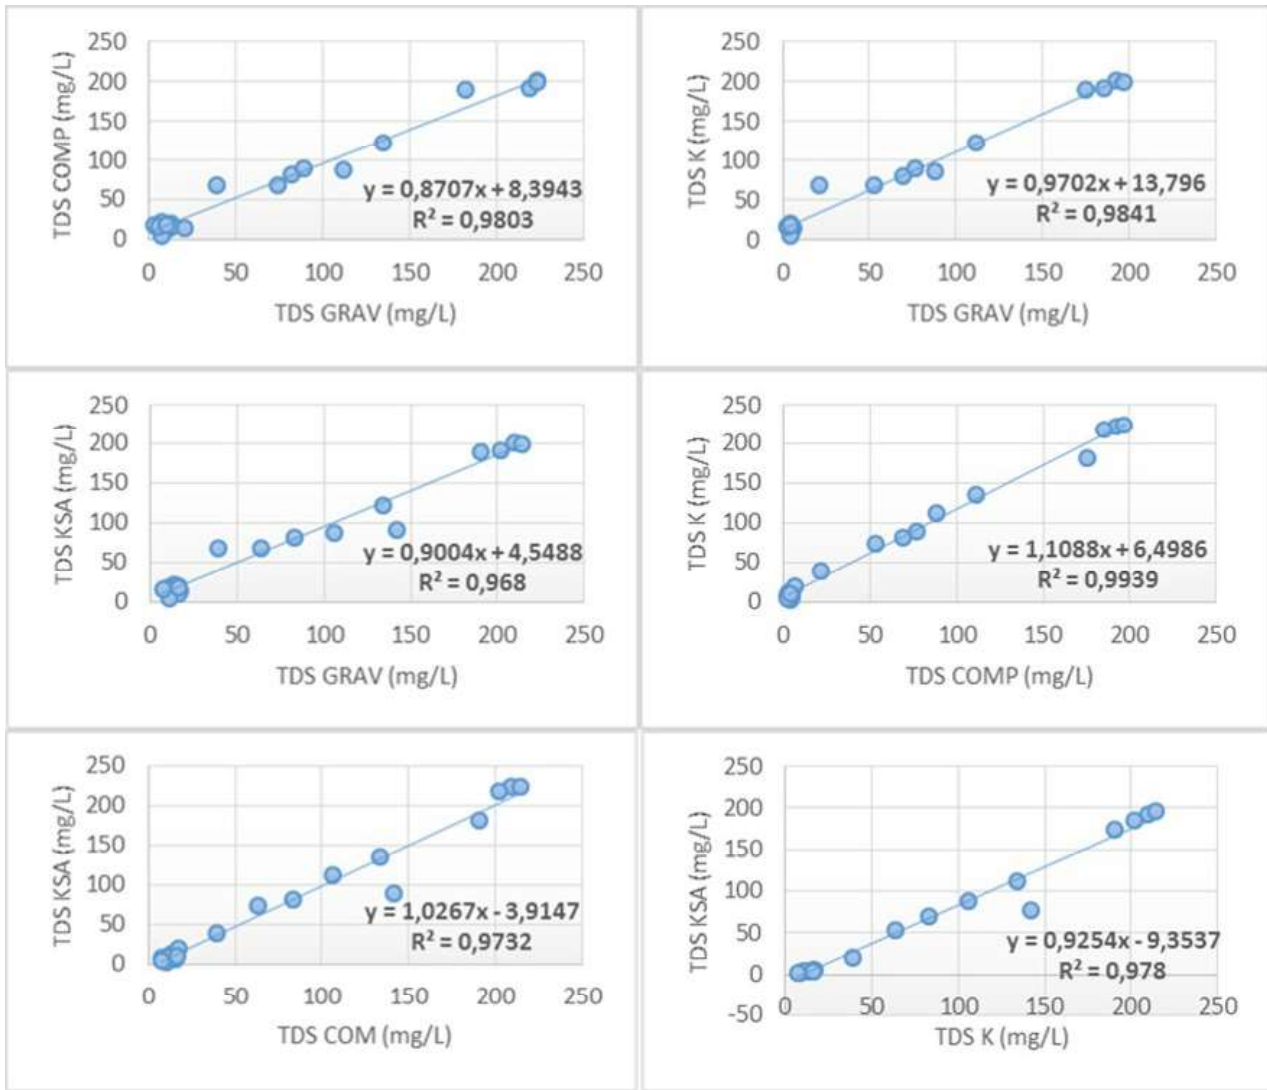 TDS COMP (mg/L)
250
200
150
100
50
0
0 50 100 150 200 250
TDS GRAV (mg/L)
y = 0,8707x + 8,3943
R² = 0,9803
TDS K (mg/L)
250
200
150
100
50
0
0 50 100 150 200 250
TDS GRAV (mg/L)
y = 0,9702x + 13,796
R² = 0,9841
TDS KSA (mg/L)
250
200
150
100
50
0
0 50 100 150 200 250
TDS GRAV (mg/L)
y = 0,9004x + 4,5488
R² = 0,968
TDS K (mg/L)
250
200
150
100
50
0
0 50 100 150 200 250
TDS COMP (mg/L)
y = 1,1088x + 6,4986
R² = 0,9939
TDS KSA (mg/L)
250
200
150
100
50
0
0 50 100 150 200 250
TDS COM (mg/L)
y = 1,0267x - 3,9147
R² = 0,9732
TDS KSA (mg/L)
250
200
150
100
50
0
-50
0 50 100 150 200 250
TDS K (mg/L)
y = 0,9254x - 9,3537
R² = 0,978